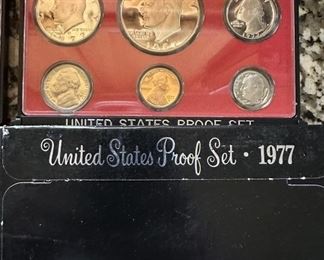 UNITED STATES PROOF SET
United States Proof Set · 1977